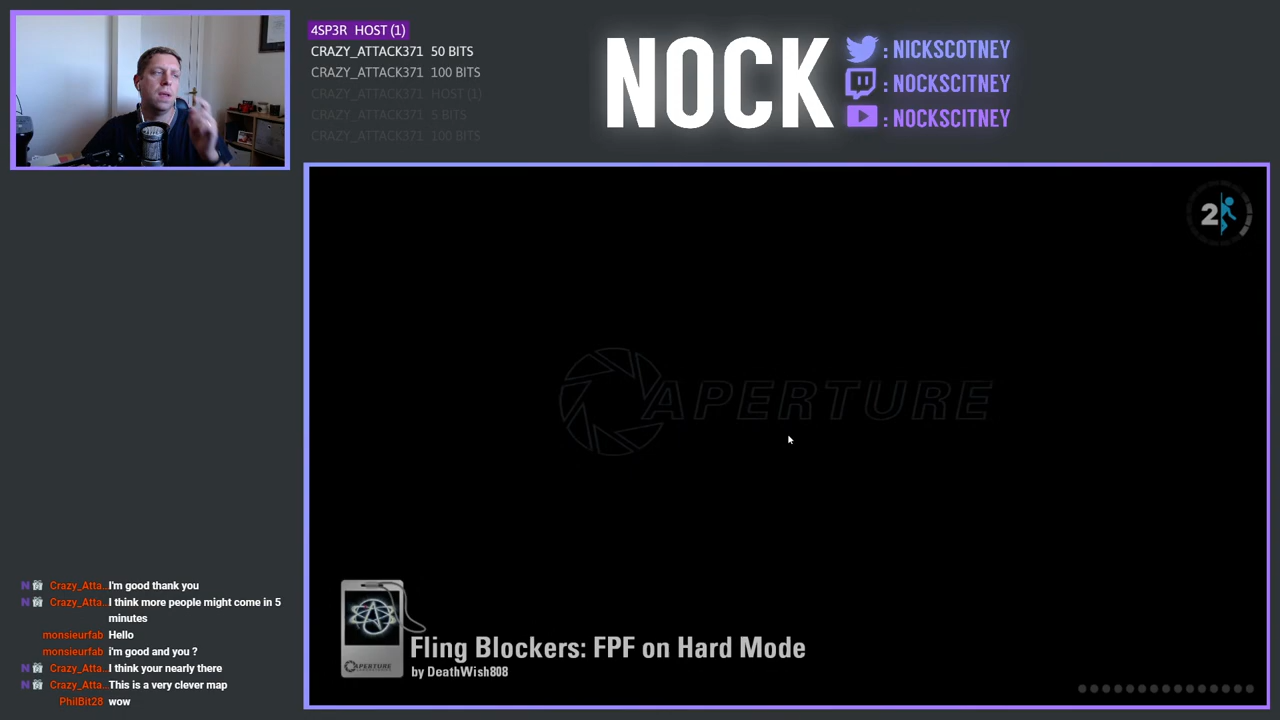 4SP3R HOST (1)
CRAZY_ATTACK371 50 BITS
CRAZY_ATTACK371 100 BITS
CRAZY_ATTACK371 HOST (1)
CRAZY_ATTACK371 5 BITS
CRAZY_ATTACK371 100 BITS
NOCK
: NICKSCOTNEY
: NOCKSCITNEY
: NOCKSCITNEY
2
APERTURE
Fling Blockers: FPF on Hard Mode
by DeathWish808
APERTURE
N Crazy_Atta.. I'm good thank you
N Crazy_Atta.. I think more people might come in 5
minutes
monsieurfab Hello
monsieurfab i'm good and you ?
N Crazy_Atta.. I think your nearly there
N Crazy_Atta.. This is a very clever map
PhilBit28 wow